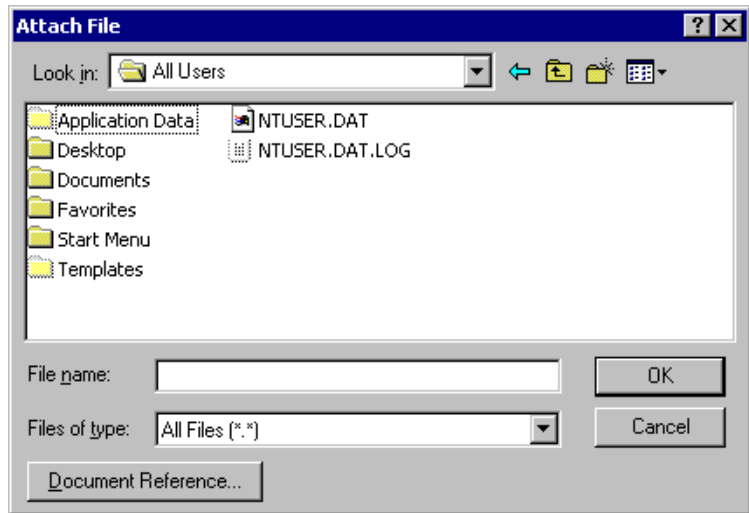 Attach File
Look in: All Users
Application Data NTUSER.DAT
Desktop NTUSER.DAT.LOG
Documents
Favorites
Start Menu
Templates
File name: OK
Files of type: All Files (*.*) Cancel
Document Reference...